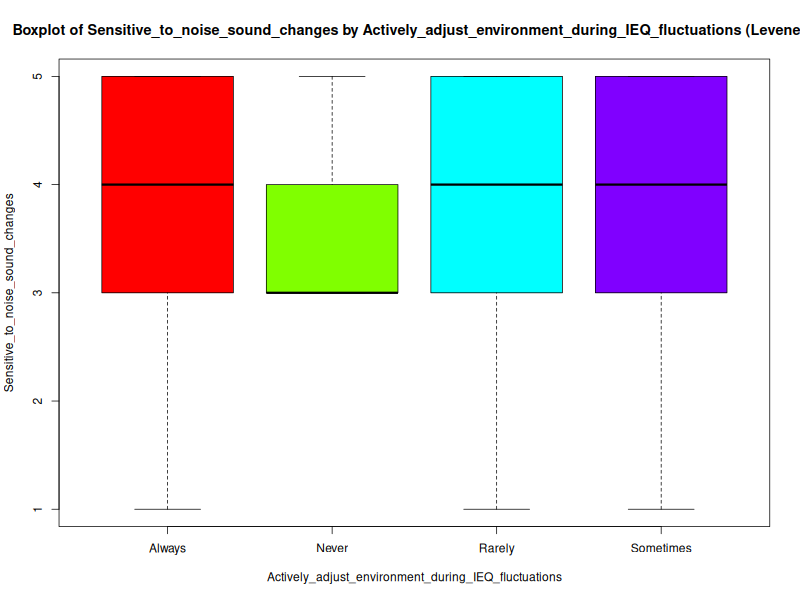 Boxplot of Sensitive_to_noise_sound_changes by Actively_adjust_environment_during_IEQ_fluctuations (Levene
Sensitive_to_noise_sound_changes
5
4
3
2
1
Always Never Rarely Sometimes
Actively_adjust_environment_during_IEQ_fluctuations